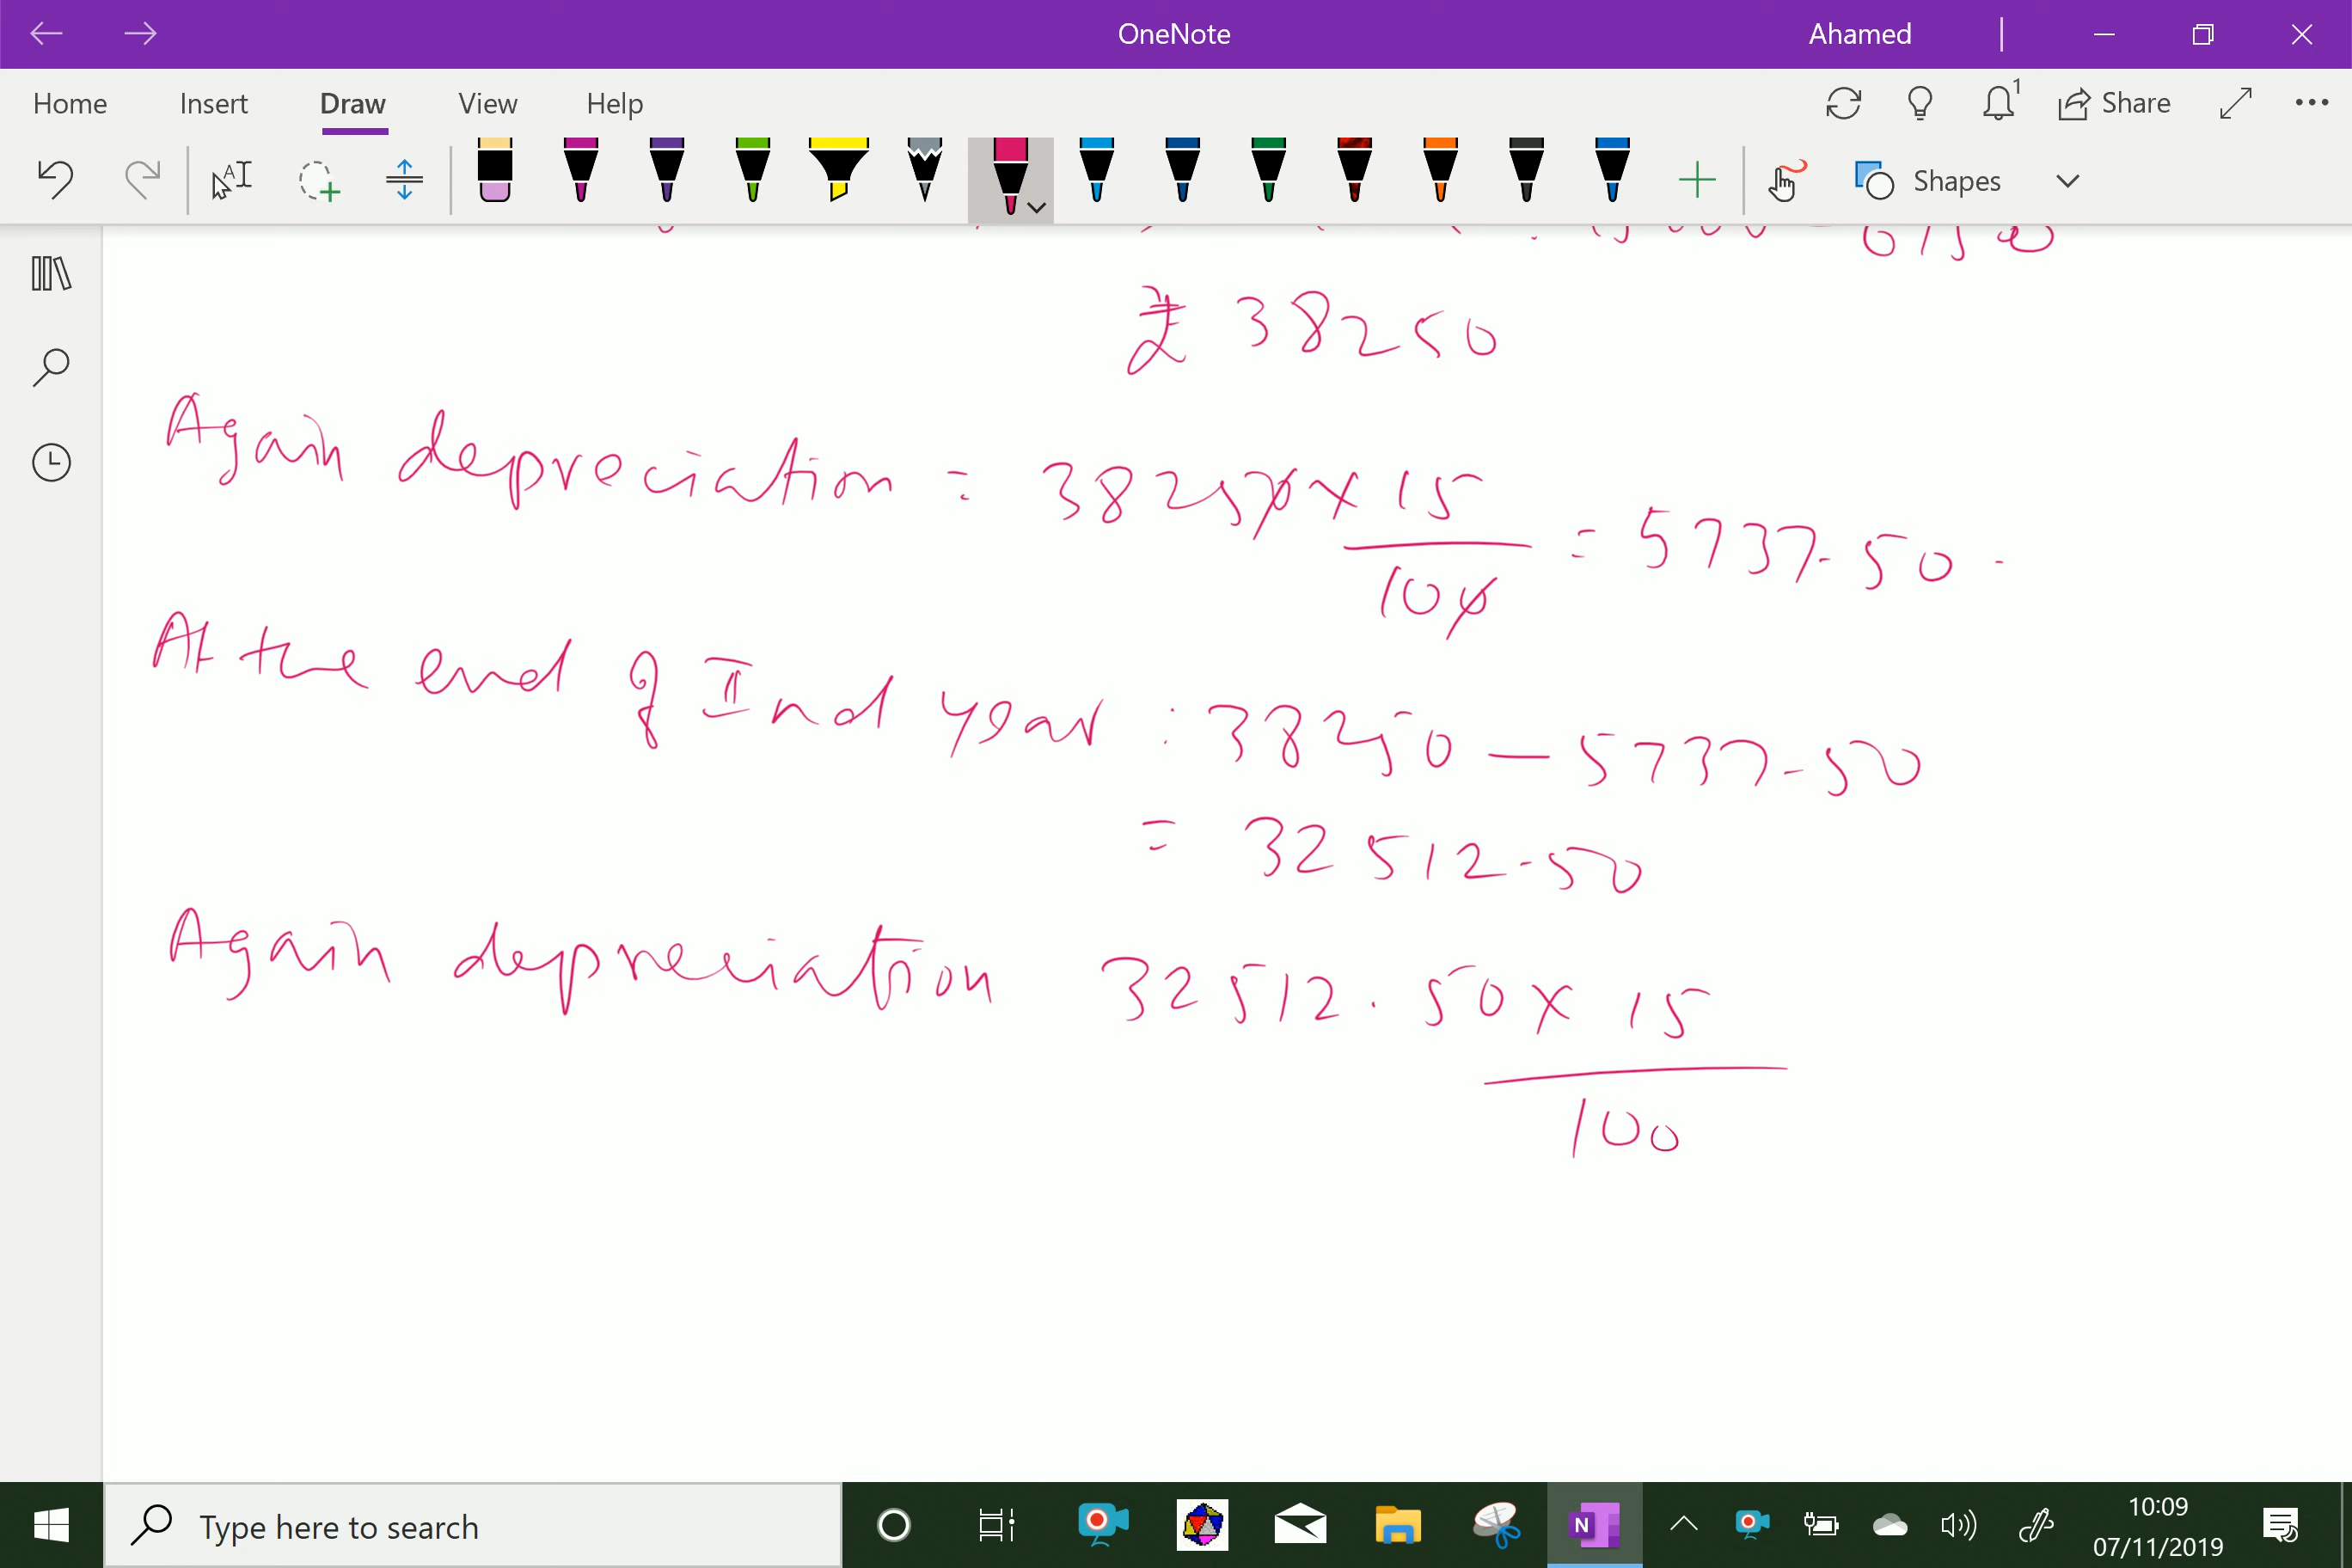 OneNote
Ahamed
Home Insert Draw View Help
1 Share
Shapes
6750
₹ 38250
Again depreciation = 38250 x 15
100
= 5737.50
At the end of IInd year : 38250 — 5737.50
= 32512.50
Again depreciation 32512.50 x 15
100
Type here to search
N
10:09
07/11/2019